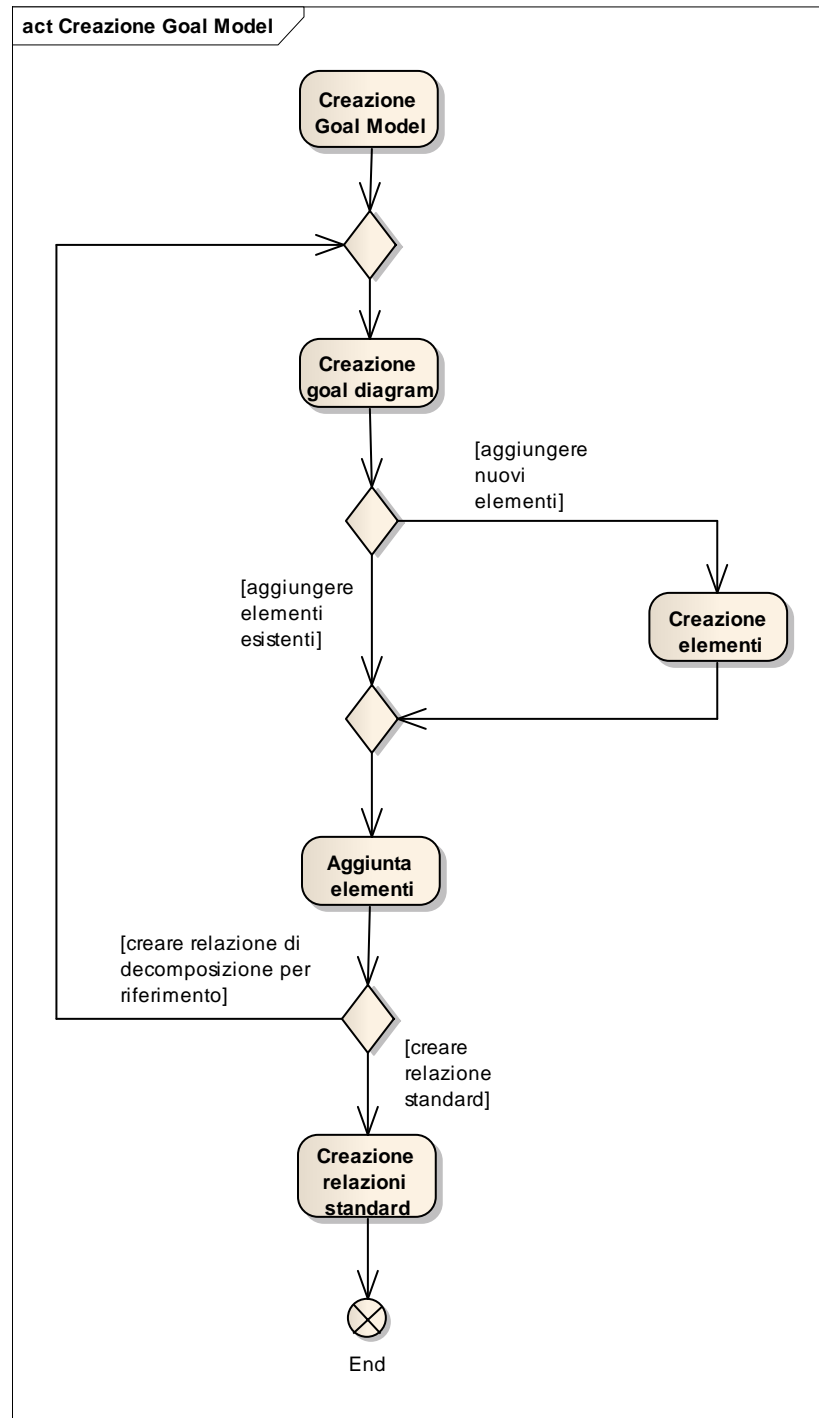 act Creazione Goal Model
Creazione
Goal Model
Creazione
goal diagram
[aggiungere
nuovi
elementi]
[aggiungere
elementi
esistenti]
Creazione
elementi
Aggiunta
elementi
[creare relazione di
decomposizione per
riferimento]
[creare
relazione
standard]
Creazione
relazioni
standard
End